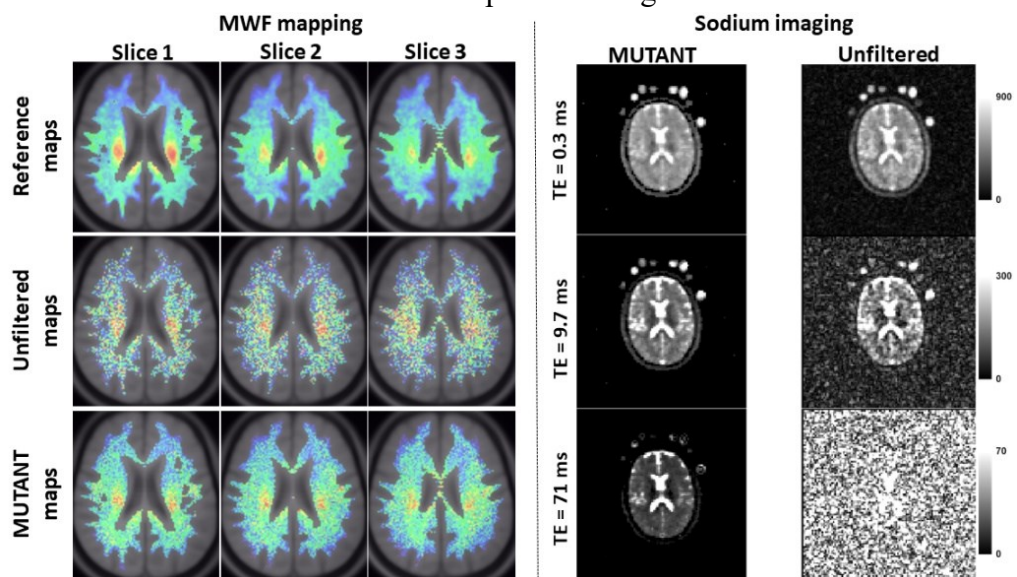 MWF mapping
Sodium imaging
Slice 1
Slice 2
Slice 3
MUTANT
Unfiltered
Reference
maps
Unfiltered
maps
MUTANT
maps
TE = 0.3 ms
TE = 9.7 ms
TE = 71 ms
900
0
300
0
70
0